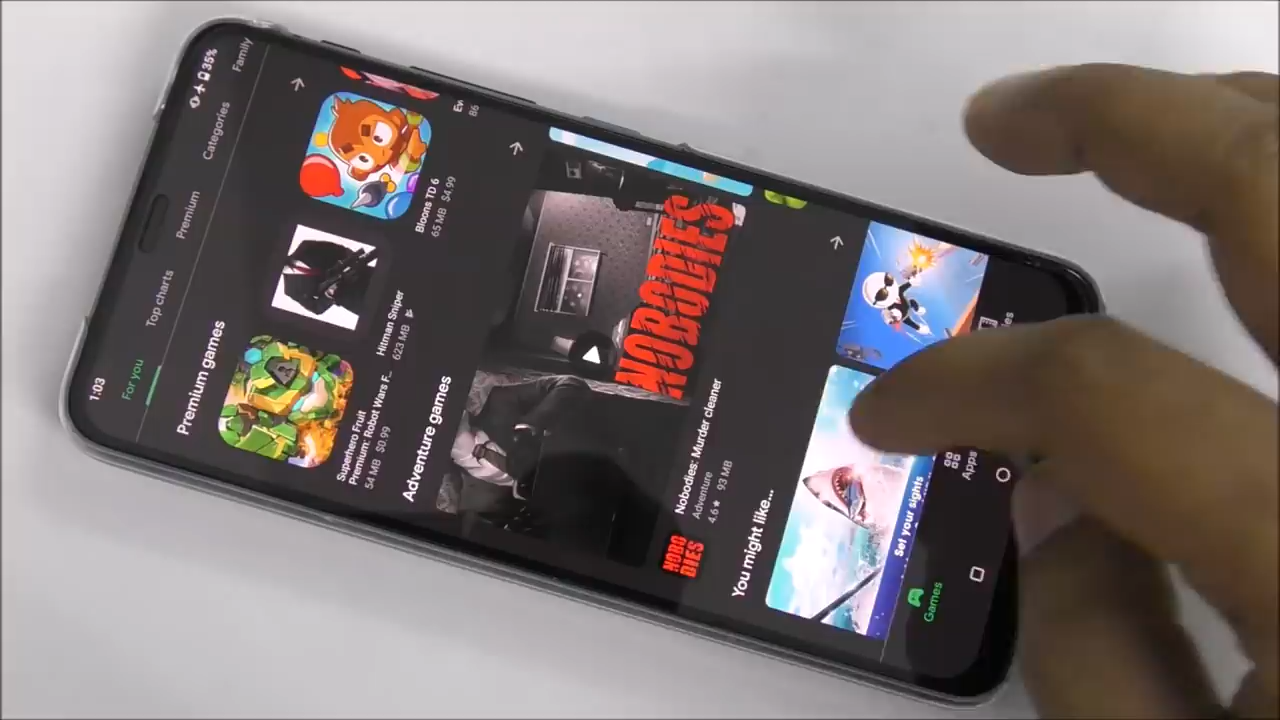 1:03
35%
For you
Top charts
Premium
Categories
Family
Premium games
Superhero Fruit
Premium: Robot Wars F...
54 MB $0.99
Hitman Sniper
623 MB
Bloons TD 6
65 MB $4.99
86
Adventure games
NOBODIES
NOBO
DIES
Nobodies: Murder cleaner
Adventure
4.6★ 93 MB
You might like...
Set your sights
Games
Apps